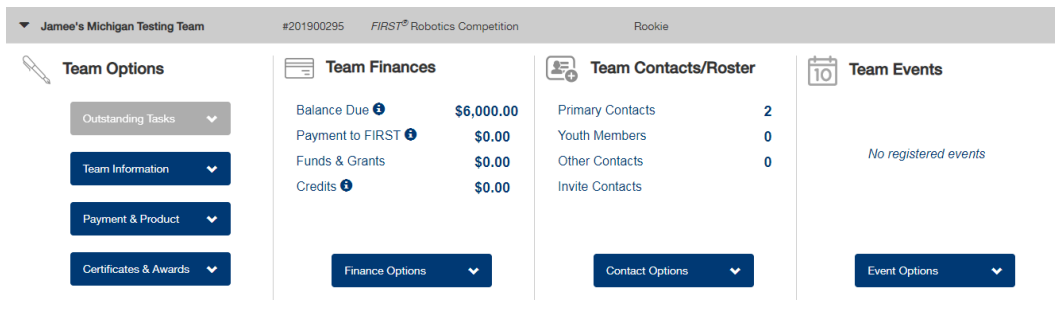 Jamee's Michigan Testing Team #201900295 FIRST® Robotics Competition Rookie
Team Options
Outstanding Tasks
Team Information
Payment & Product
Certificates & Awards
Team Finances
Balance Due $6,000.00
Payment to FIRST $0.00
Funds & Grants $0.00
Credits $0.00
Finance Options
Team Contacts/Roster
Primary Contacts 2
Youth Members 0
Other Contacts 0
Invite Contacts
Contact Options
10 Team Events
No registered events
Event Options